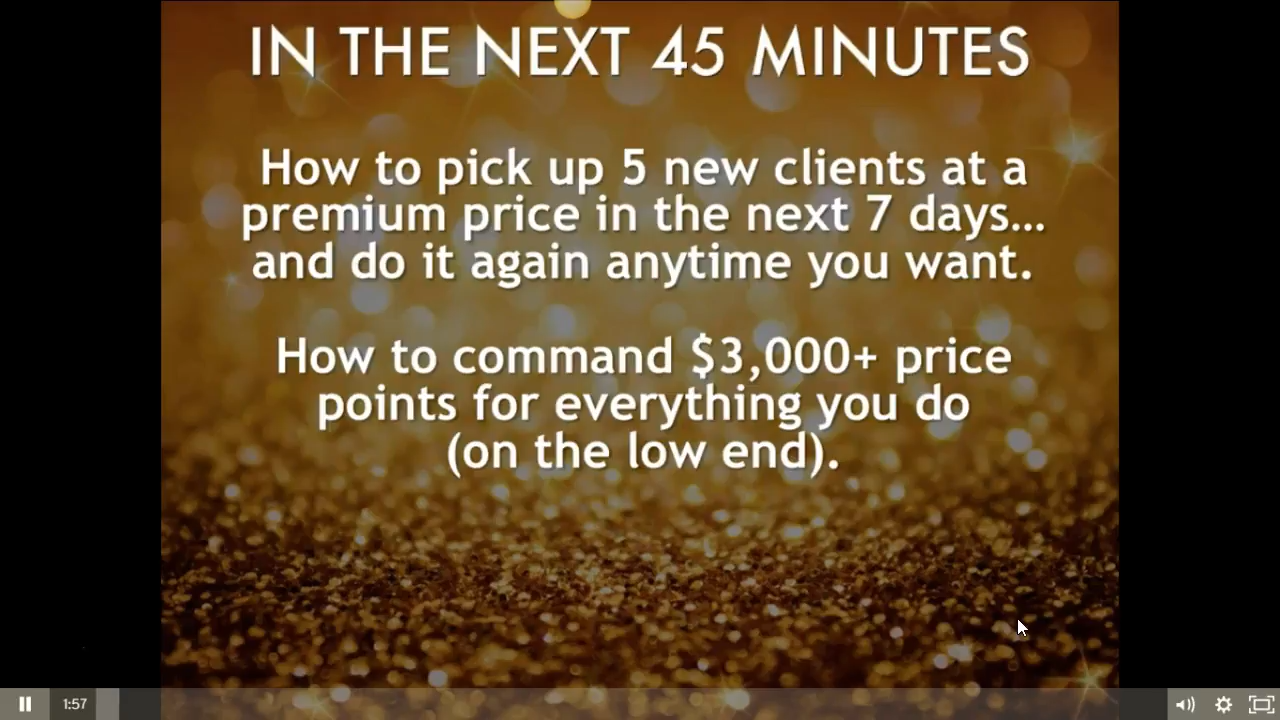 IN THE NEXT 45 MINUTES
How to pick up 5 new clients at a
premium price in the next 7 days...
and do it again anytime you want.
How to command $3,000+ price
points for everything you do
(on the low end).
1:57